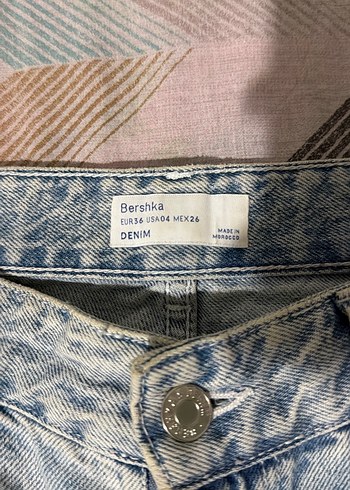 Bershka
EUR36 USA04 MEX26
DENIM
MADE IN
MOROCCO